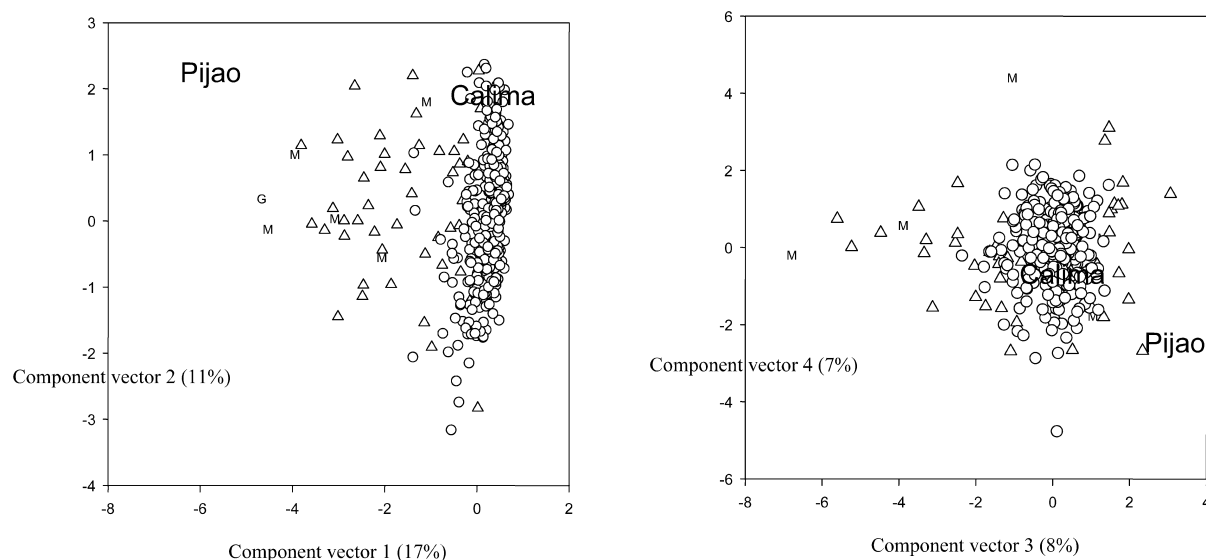 3
2
1
0
-1
-2
-3
-4
-8
-6
-4
-2
0
2
Pijao
Calima
M
M
G
M
M
M
Component vector 2 (11%)
Component vector 1 (17%)
6
4
2
0
-2
-4
-6
-8
-6
-4
-2
0
2
4
M
M
M
Calima
M
Pijao
Component vector 4 (7%)
Component vector 3 (8%)